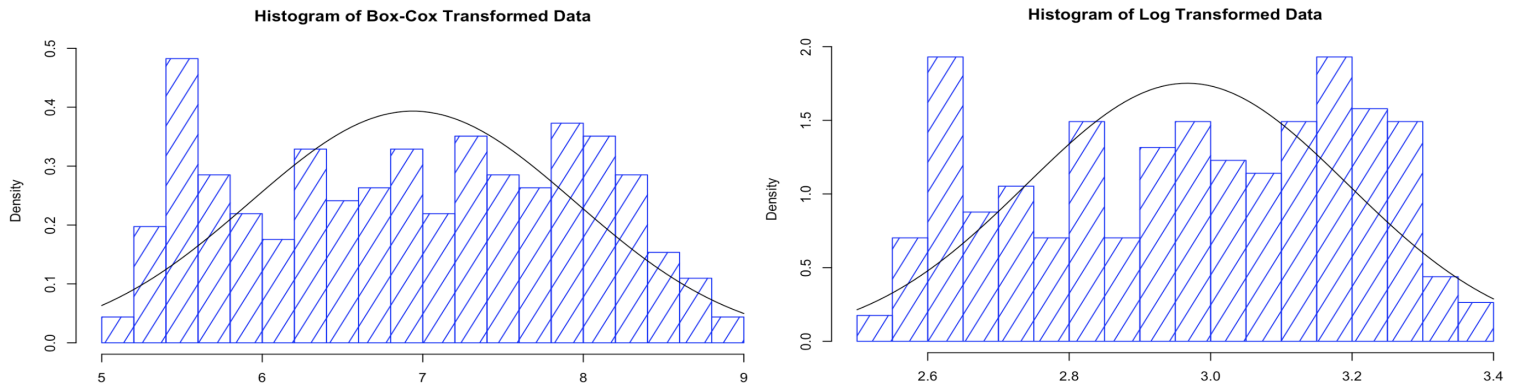 Histogram of Box-Cox Transformed Data
Density
0.5
0.4
0.3
0.2
0.1
0.0
5 6 7 8 9
Histogram of Log Transformed Data
Density
2.0
1.5
1.0
0.5
0.0
2.6 2.8 3.0 3.2 3.4